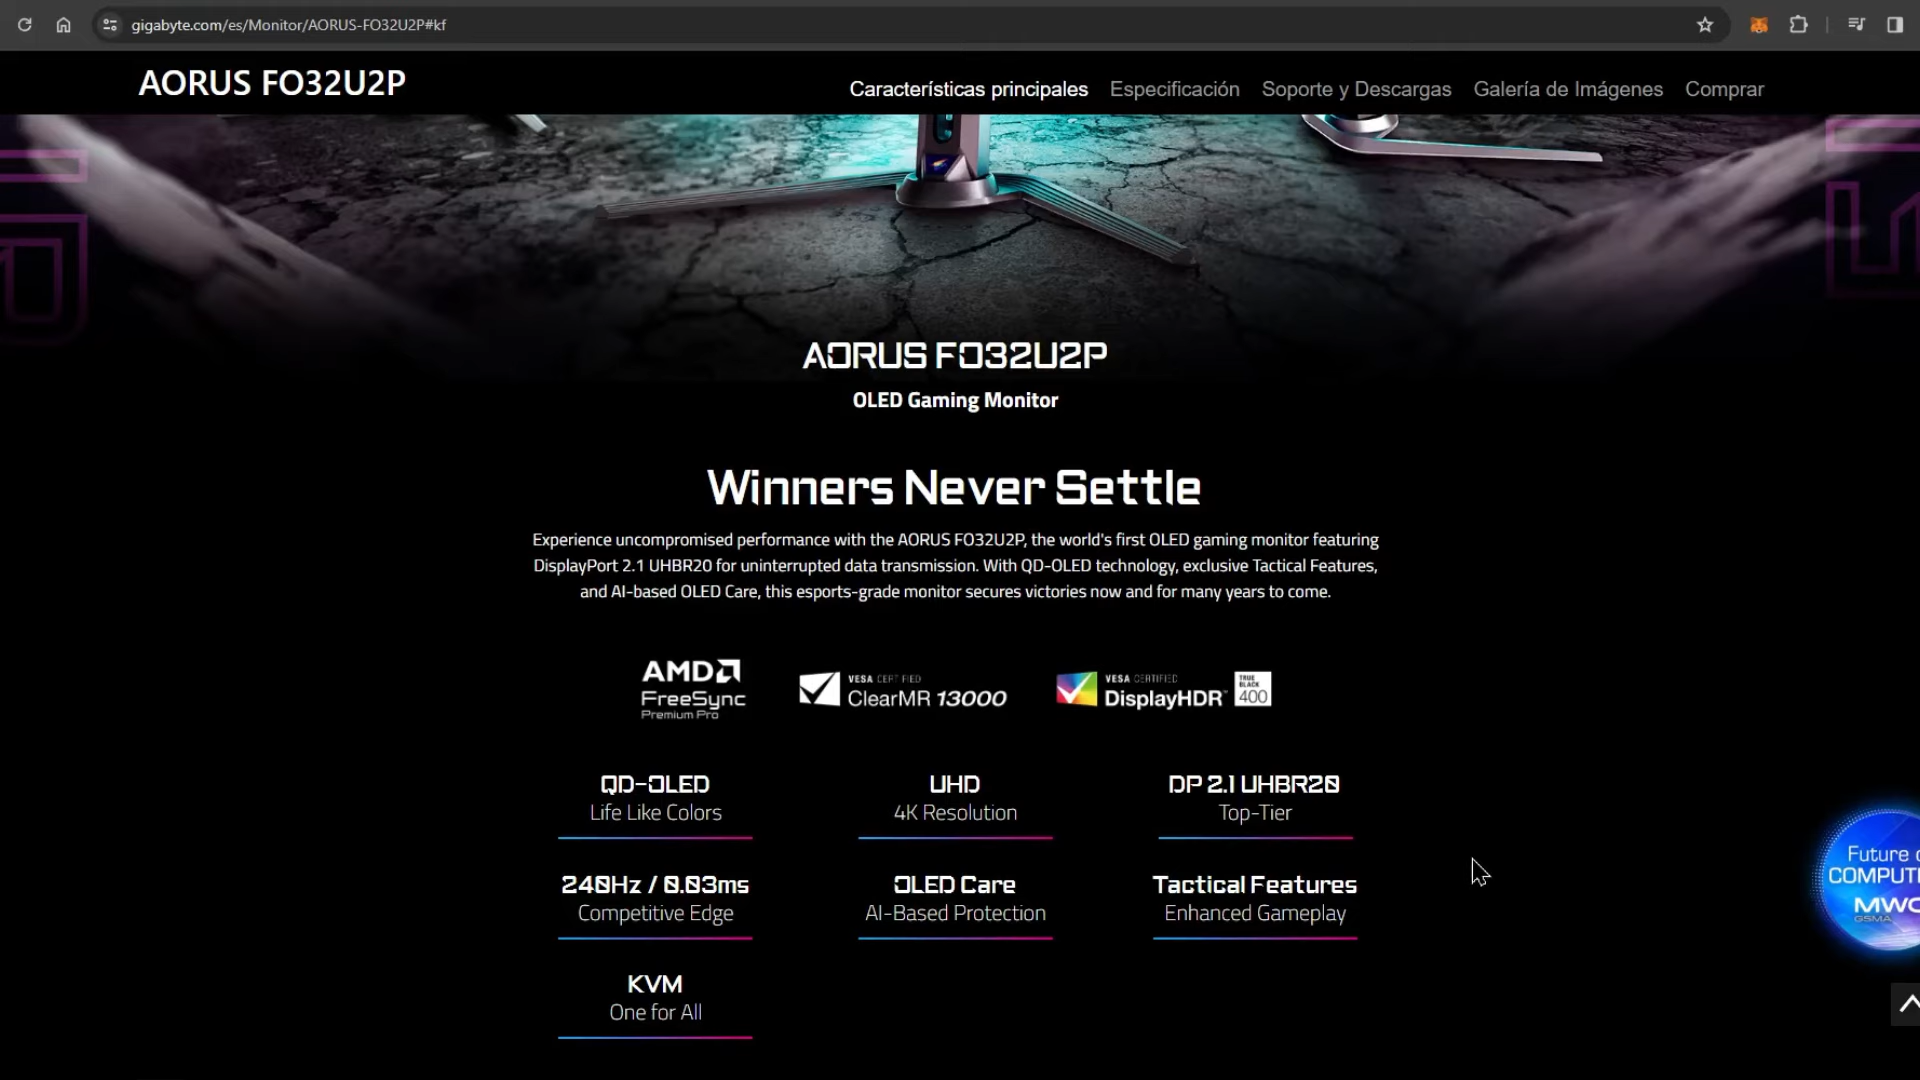 gigabyte.com/es/Monitor/AORUS-FO32U2P#kf
AORUS FO32U2P
Características principales
Especificación
Soporte y Descargas
Galería de Imágenes
Comprar
AORUS FO32U2P
OLED Gaming Monitor
Winners Never Settle
Experience uncompromised performance with the AORUS FO32U2P, the world's first OLED gaming monitor featuring
DisplayPort 2.1 UHBR20 for uninterrupted data transmission. With QD-OLED technology, exclusive Tactical Features,
and AI-based OLED Care, this esports-grade monitor secures victories now and for many years to come.
AMD
FreeSync
Premium Pro
VESA CERTIFIED
ClearMR 13000
VESA CERTIFIED
DisplayHDR™
TRUE
BLACK
400
QD-OLED
Life Like Colors
UHD
4K Resolution
DP 2.1 UHBR20
Top-Tier
240Hz / 0.03ms
Competitive Edge
OLED Care
AI-Based Protection
Tactical Features
Enhanced Gameplay
KVM
One for All
Future
COMPUT
MWC
GSMA